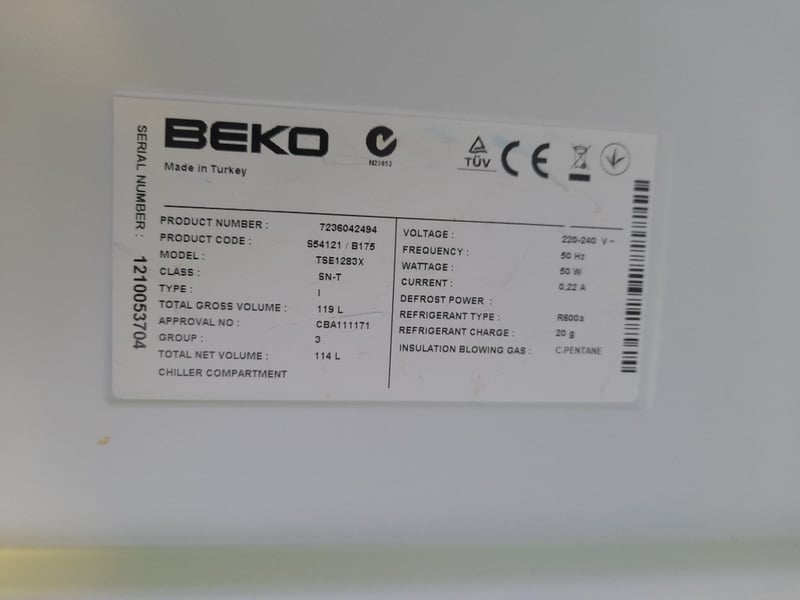 BEKO
Made in Turkey
TÜV
CE
SERIAL NUMBER : 1210053704
PRODUCT NUMBER : 7236042494
PRODUCT CODE : S54121 / B175
MODEL : TSE1283X
CLASS : SN-T
TYPE : I
TOTAL GROSS VOLUME : 119 L
APPROVAL NO : CBA111171
GROUP : 3
TOTAL NET VOLUME : 114 L
CHILLER COMPARTMENT
VOLTAGE : 220-240 V~
FREQUENCY : 50 Hz
WATTAGE : 50 W
CURRENT : 0,22 A
DEFROST POWER :
REFRIGERANT TYPE : R600a
REFRIGERANT CHARGE : 20 g
INSULATION BLOWING GAS : C.PENTANE